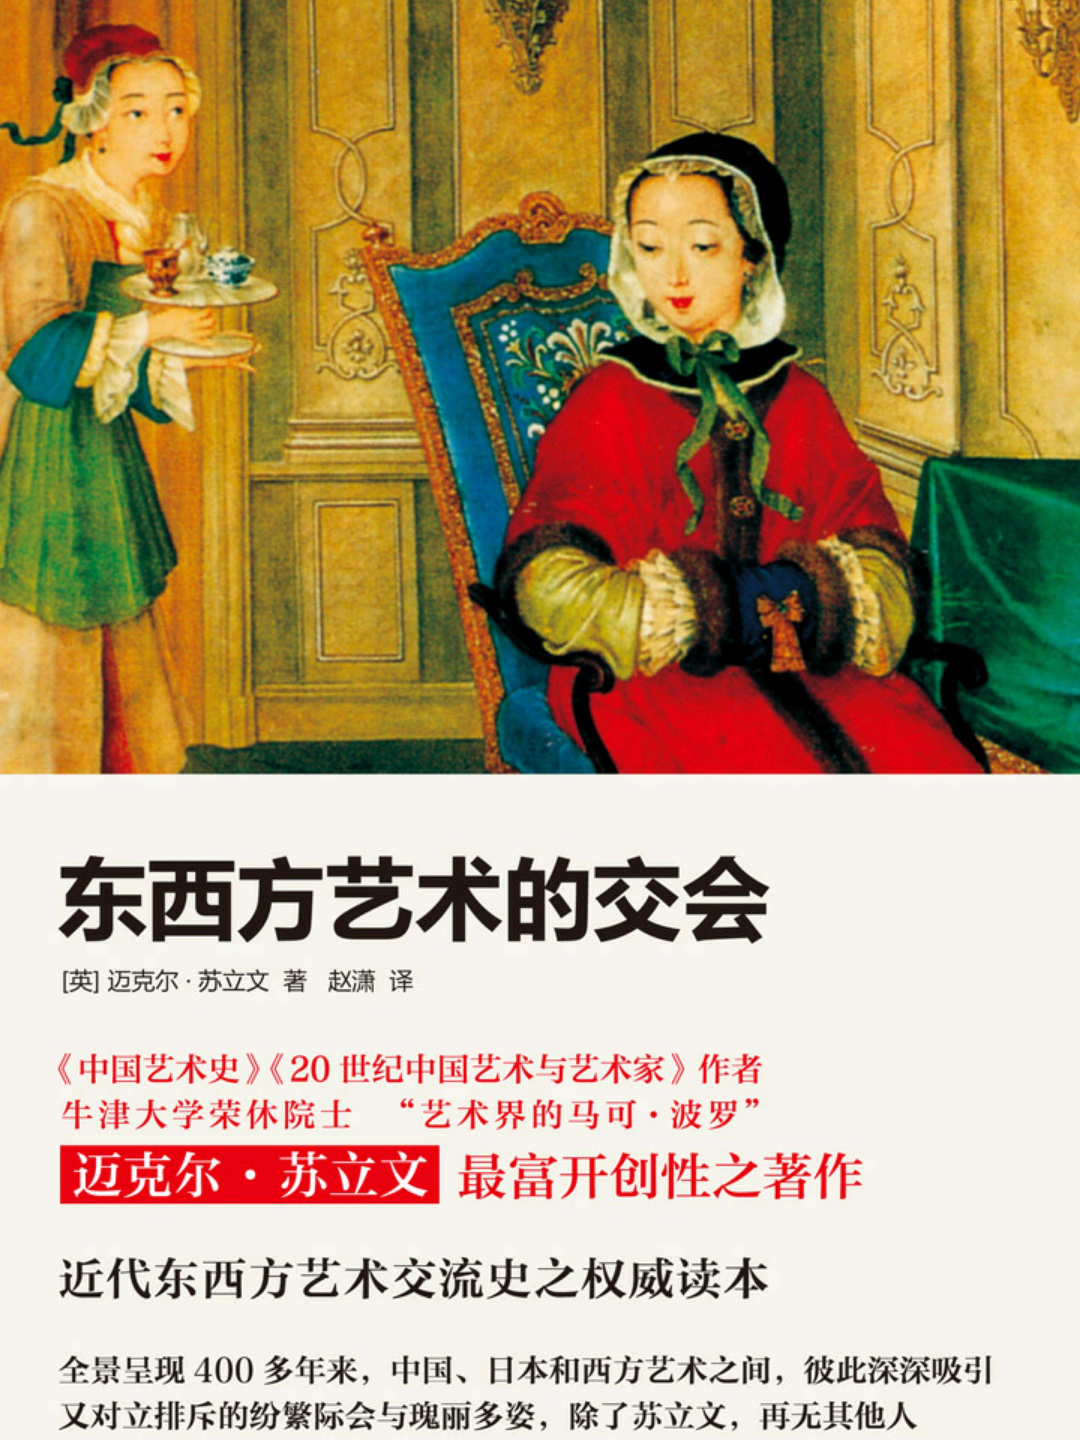 东西方艺术的交会
[英] 迈克尔·苏立文 著 赵潇 译
《中国艺术史》《20 世纪中国艺术与艺术家》作者
牛津大学荣休院士 “艺术界的马可·波罗”
迈克尔·苏立文 最富开创性之著作
近代东西方艺术交流史之权威读本
全景呈现 400 多年来，中国、日本和西方艺术之间，彼此深深吸引
又对立排斥的纷繁际会与瑰丽多姿，除了苏立文，再无其他人